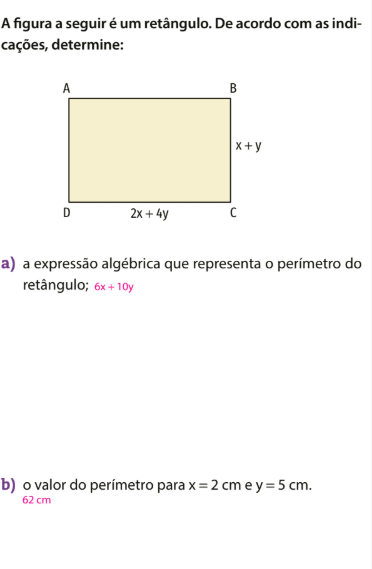 A figura a seguir é um retângulo. De acordo com as indi-
cações, determine:
A B
x + y
D 2x + 4y C
a) a expressão algébrica que representa o perímetro do
retângulo; 6x + 10y
b) o valor do perímetro para x = 2 cm e y = 5 cm.
62 cm